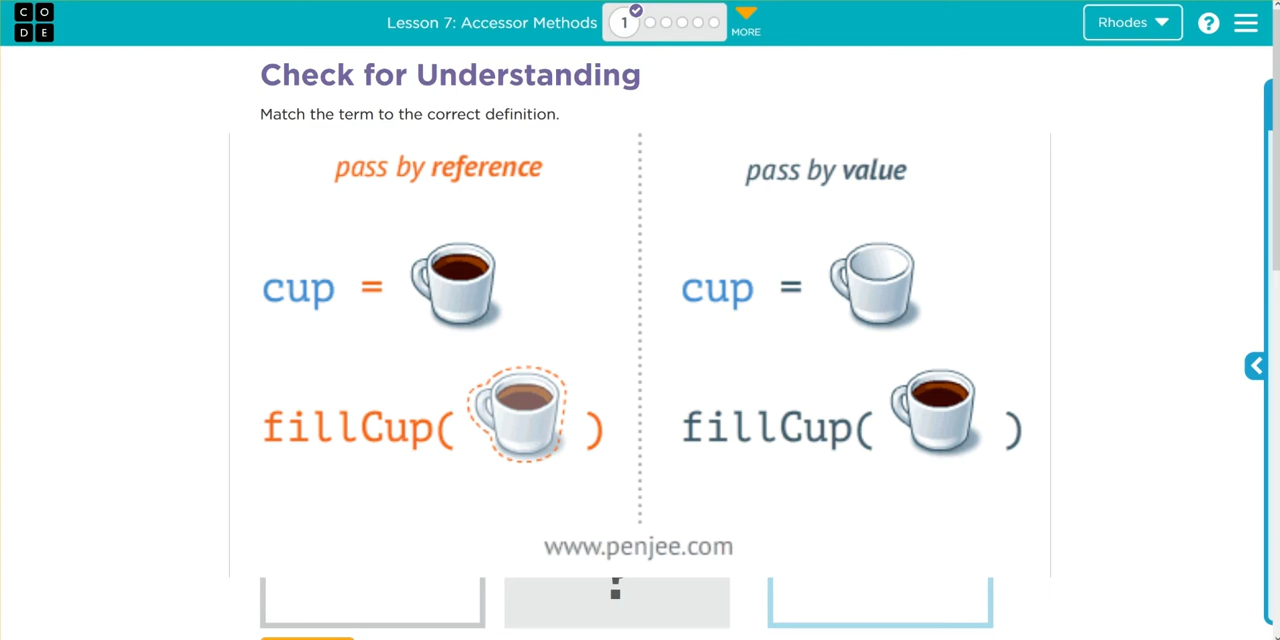 CODE
Lesson 7: Accessor Methods
1
MORE
Rhodes
?
Check for Understanding
Match the term to the correct definition.
pass by reference
pass by value
cup =
cup =
fillCup( )
fillCup( )
www.penjee.com
?